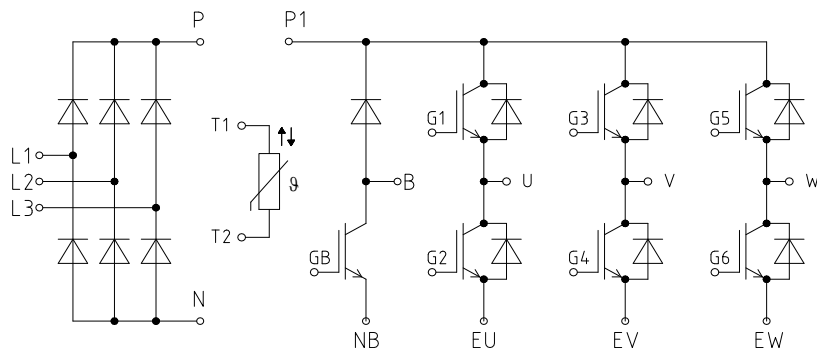 P P1
T1
G1 G3 G5
L1
L2
L3
B U V W
ϑ
T2
GB G2 G4 G6
N
NB EU EV EW